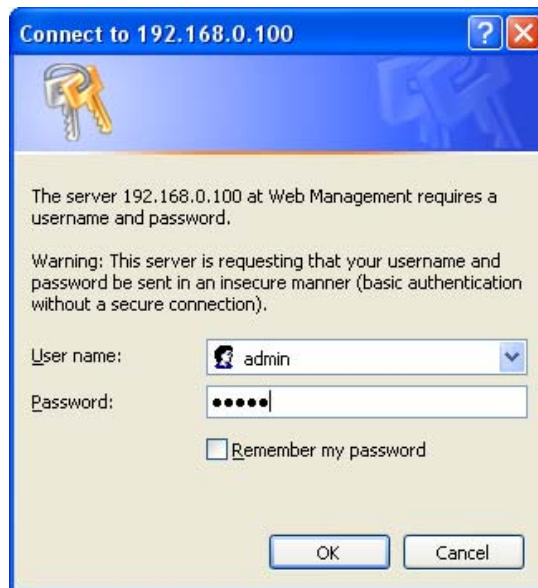 Connect to 192.168.0.100
The server 192.168.0.100 at Web Management requires a
username and password.
Warning: This server is requesting that your username and
password be sent in an insecure manner (basic authentication
without a secure connection).
User name:
admin
Password:
•••••
Remember my password
OK
Cancel